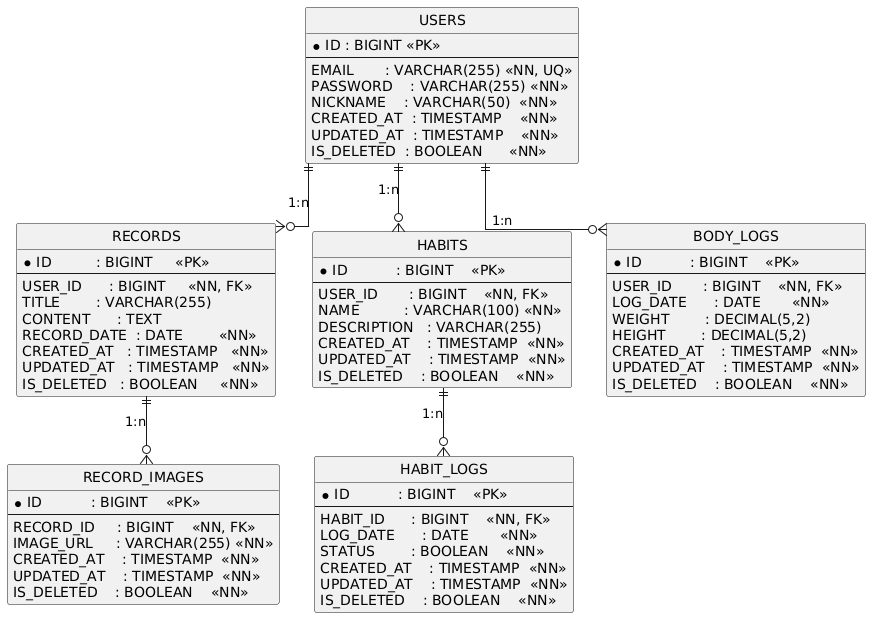 USERS
ID : BIGINT «PK»
EMAIL : VARCHAR(255) «NN, UQ»
PASSWORD : VARCHAR(255) «NN»
NICKNAME : VARCHAR(50) «NN»
CREATED_AT : TIMESTAMP «NN»
UPDATED_AT : TIMESTAMP «NN»
IS_DELETED : BOOLEAN «NN»
1:n
1:n
1:n
RECORDS
ID : BIGINT «PK»
USER_ID : BIGINT «NN, FK»
TITLE : VARCHAR(255)
CONTENT : TEXT
RECORD_DATE : DATE «NN»
CREATED_AT : TIMESTAMP «NN»
UPDATED_AT : TIMESTAMP «NN»
IS_DELETED : BOOLEAN «NN»
HABITS
ID : BIGINT «PK»
USER_ID : BIGINT «NN, FK»
NAME : VARCHAR(100) «NN»
DESCRIPTION : VARCHAR(255)
CREATED_AT : TIMESTAMP «NN»
UPDATED_AT : TIMESTAMP «NN»
IS_DELETED : BOOLEAN «NN»
BODY_LOGS
ID : BIGINT «PK»
USER_ID : BIGINT «NN, FK»
LOG_DATE : DATE «NN»
WEIGHT : DECIMAL(5,2)
HEIGHT : DECIMAL(5,2)
CREATED_AT : TIMESTAMP «NN»
UPDATED_AT : TIMESTAMP «NN»
IS_DELETED : BOOLEAN «NN»
1:n
1:n
RECORD_IMAGES
ID : BIGINT «PK»
RECORD_ID : BIGINT «NN, FK»
IMAGE_URL : VARCHAR(255) «NN»
CREATED_AT : TIMESTAMP «NN»
UPDATED_AT : TIMESTAMP «NN»
IS_DELETED : BOOLEAN «NN»
HABIT_LOGS
ID : BIGINT «PK»
HABIT_ID : BIGINT «NN, FK»
LOG_DATE : DATE «NN»
STATUS : BOOLEAN «NN»
CREATED_AT : TIMESTAMP «NN»
UPDATED_AT : TIMESTAMP «NN»
IS_DELETED : BOOLEAN «NN»